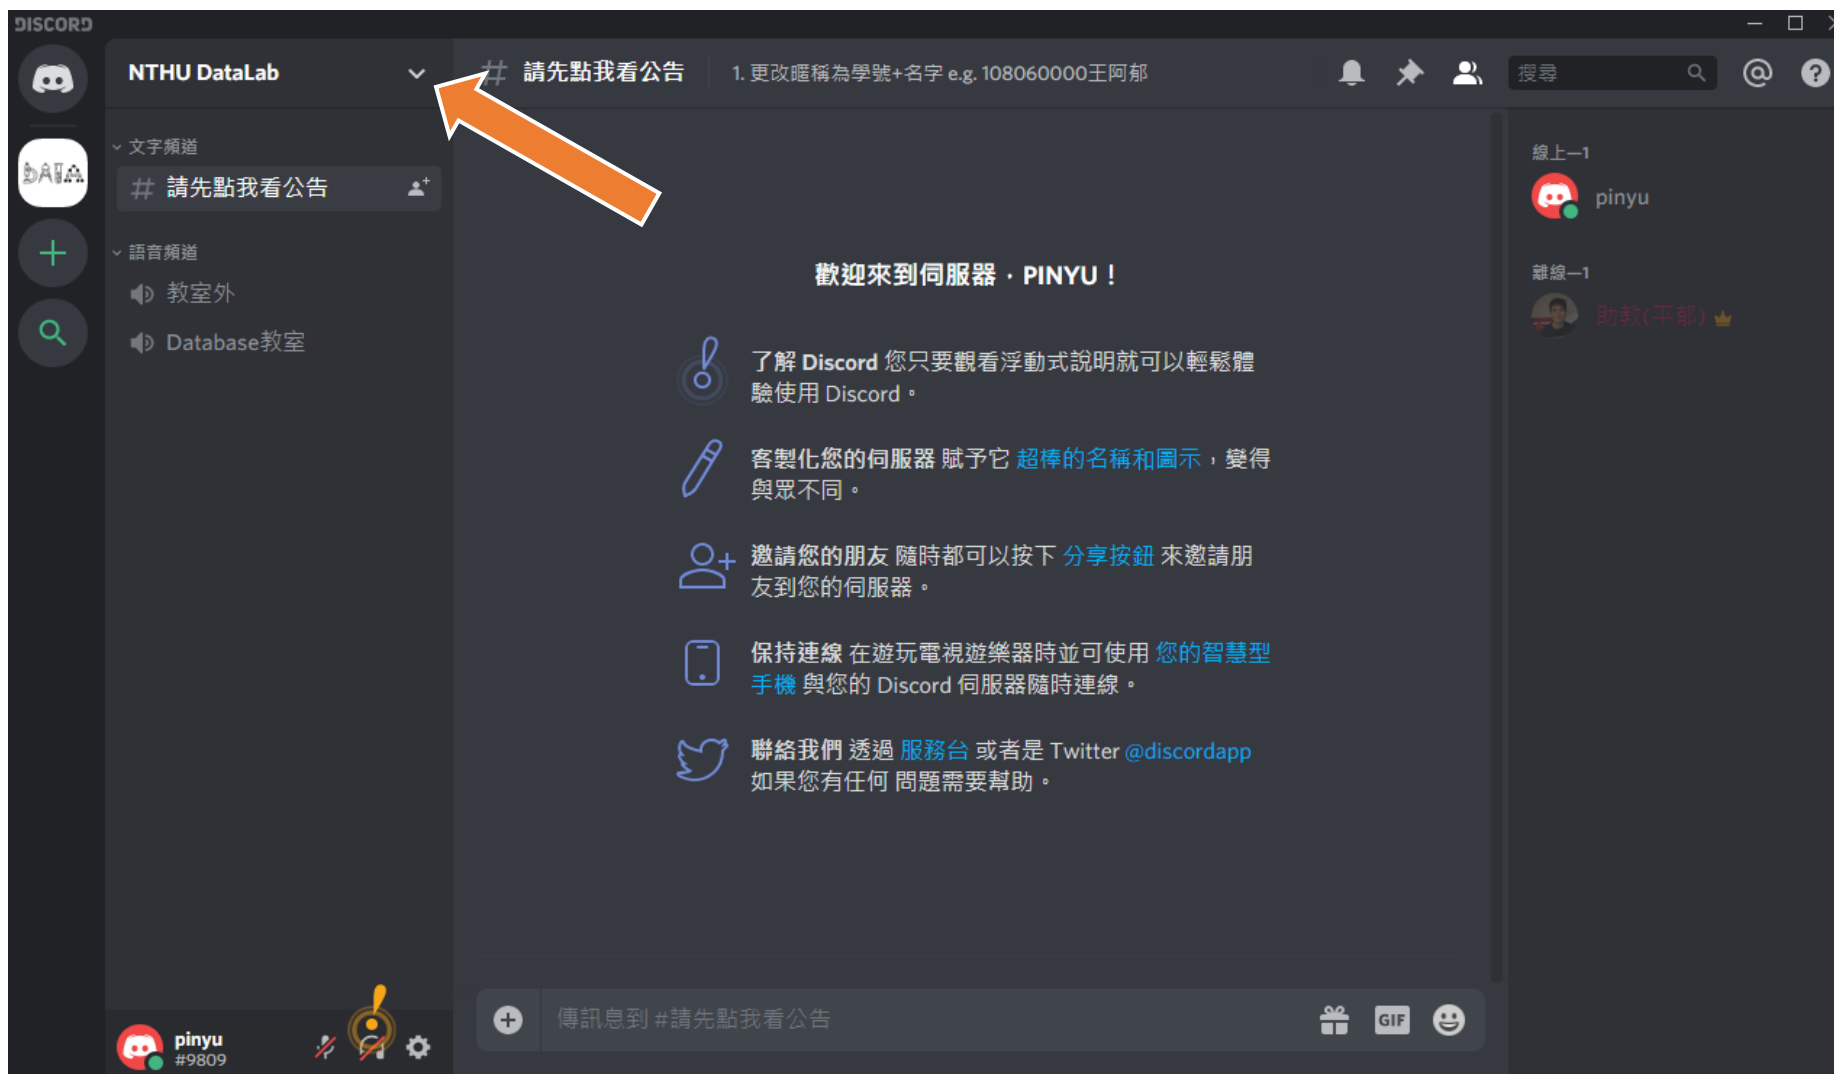 DISCORD
NTHU DataLab
請先點我看公告
1. 更改暱稱為學號+名字 e.g. 108060000王阿郁
搜尋
DATA
文字頻道
請先點我看公告
語音頻道
教室外
Database教室
歡迎來到伺服器，PINYU！
了解 Discord 您只要觀看浮動式說明就可以輕鬆體
驗使用 Discord。
客製化您的伺服器 賦予它 超棒的名稱和圖示，變得
與眾不同。
邀請您的朋友 隨時都可以按下 分享按鈕 來邀請朋
友到您的伺服器。
保持連線 在遊玩電視遊樂器時並可使用 您的智慧型
手機 與您的 Discord 伺服器隨時連線。
聯絡我們 透過 服務台 或者是 Twitter @discordapp
如果您有任何 問題需要幫助。
線上—1
pinyu
離線—1
助教(平郁)
pinyu
#9809
傳訊息到 #請先點我看公告
GIF